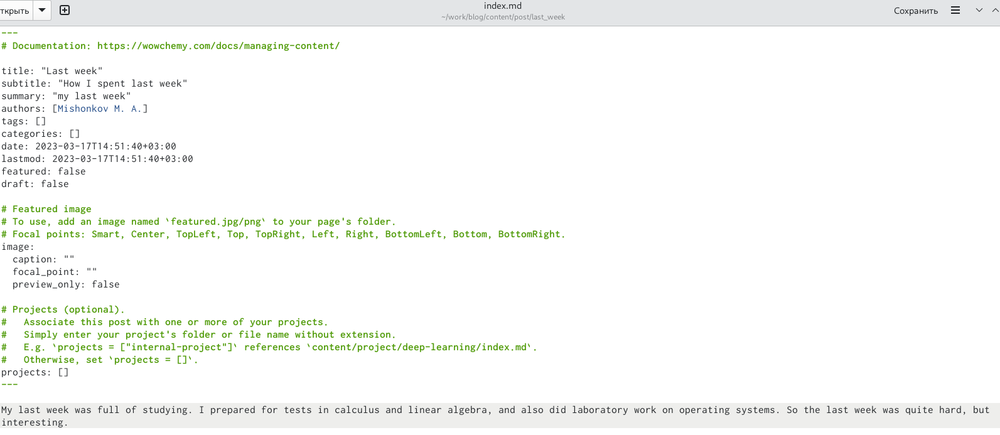 ткрыть
index.md
~/work/blog/content/post/last_week
Сохранить
---
# Documentation: https://wowchemy.com/docs/managing-content/
title: "Last week"
subtitle: "How I spent last week"
summary: "my last week"
authors: [Mishonkov M. A.]
tags: []
categories: []
date: 2023-03-17T14:51:40+03:00
lastmod: 2023-03-17T14:51:40+03:00
featured: false
draft: false
# Featured image
# To use, add an image named `featured.jpg/png` to your page's folder.
# Focal points: Smart, Center, TopLeft, Top, TopRight, Left, Right, BottomLeft, Bottom, BottomRight.
image:
  caption: ""
  focal_point: ""
  preview_only: false
# Projects (optional).
#   Associate this post with one or more of your projects.
#   Simply enter your project's folder or file name without extension.
#   E.g. `projects = ["internal-project"]` references `content/project/deep-learning/index.md`.
#   Otherwise, set `projects = []`.
projects: []
---
My last week was full of studying. I prepared for tests in calculus and linear algebra, and also did laboratory work on operating systems. So the last week was quite hard, but
interesting.